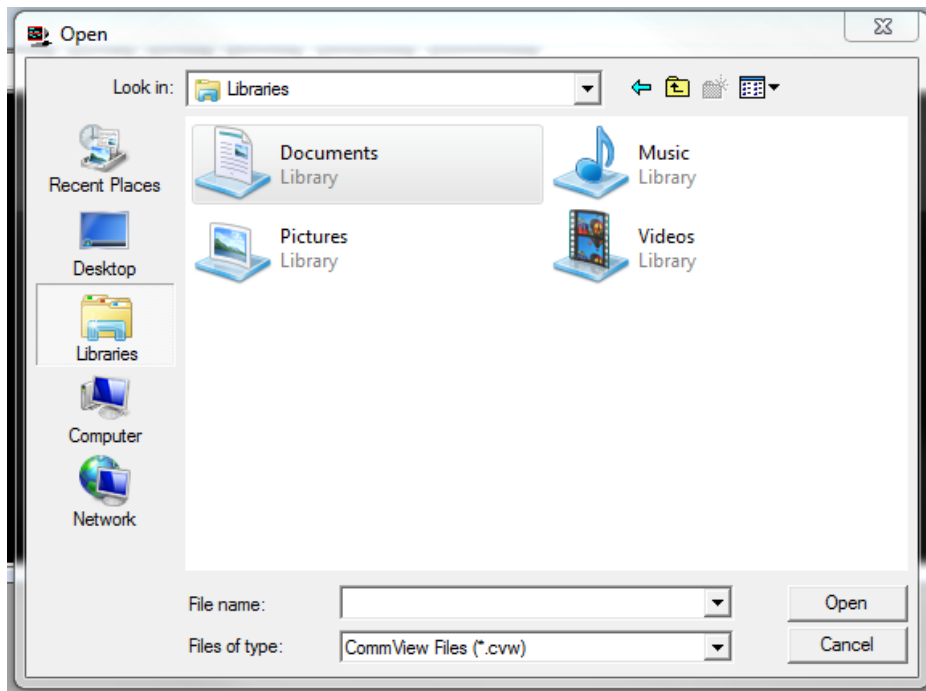 Open
Look in: Libraries
Recent Places
Desktop
Libraries
Computer
Network
Documents
Library
Music
Library
Pictures
Library
Videos
Library
File name:
Open
Files of type: CommView Files (*.cvw)
Cancel